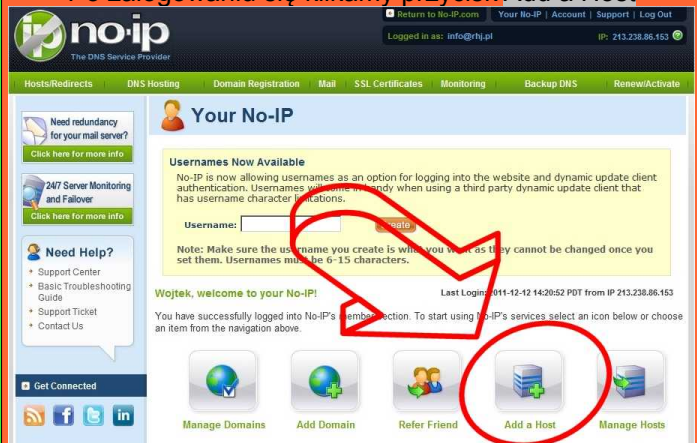 Po zalogowaniu się klikamy przycisk Add a Host
no-ip
The DNS Service Provider
Return to No-IP.com | Your No-IP | Account | Support | Log Out
Logged in as: info@rhj.pl IP: 213.238.86.153
Hosts/Redirects DNS Hosting Domain Registration Mail SSL Certificates Monitoring Backup DNS Renew/Activate
Need redundancy
for your mail server?
Click here for more info
24/7 Server Monitoring
and Failover
Click here for more info
Need Help?
Support Center
Basic Troubleshooting
Guide
Support Ticket
Contact Us
Get Connected
Your No-IP
Usernames Now Available
No-IP is now allowing usernames as an option for logging into the website and dynamic update client
authentication. Usernames will come in handy when using a third party dynamic update client that
has username character limitations.
Username: Create
Note: Make sure the username you create is what you want as they cannot be changed once you
set them. Usernames must be 6-15 characters.
Wojtek, welcome to your No-IP! Last Login: 2011-12-12 14:20:52 PDT from IP 213.238.86.153
You have successfully logged into No-IP's member section. To start using No-IP's services select an icon below or choose
an item from the navigation above.
Manage Domains Add Domain Refer Friend Add a Host Manage Hosts